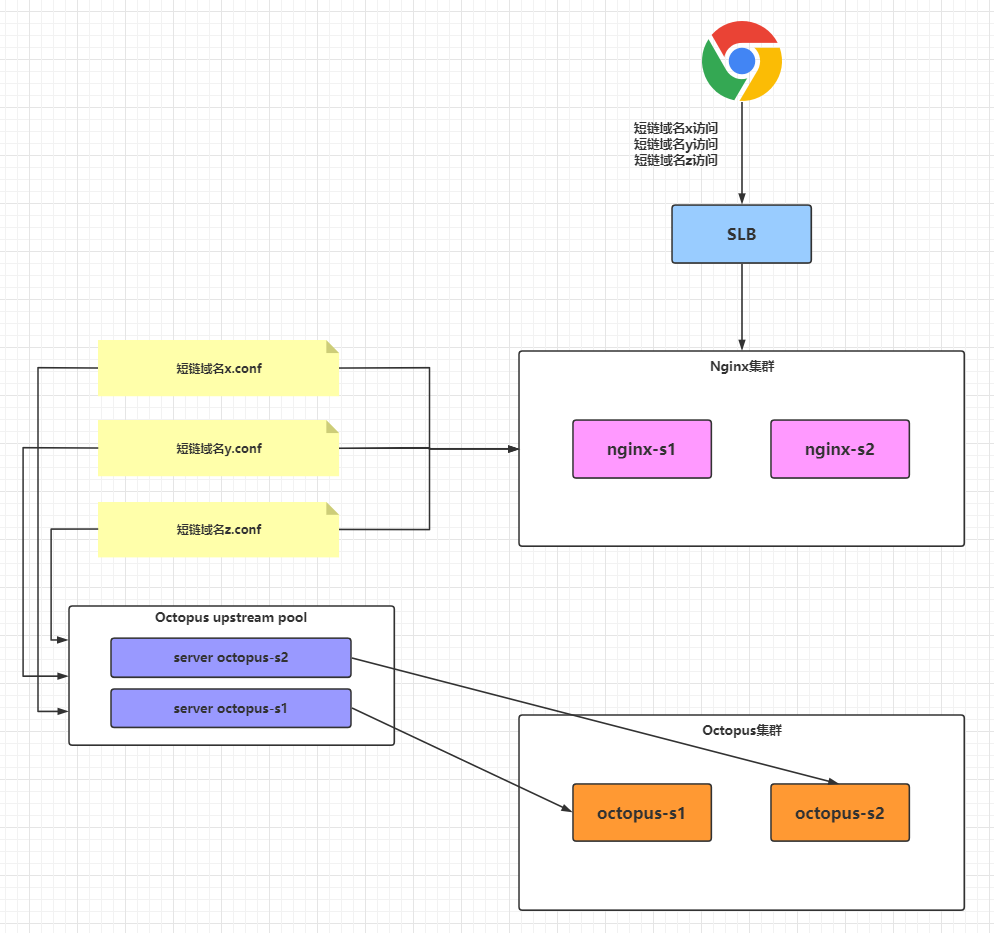 短链域名x访问
短链域名y访问
短链域名z访问
SLB
Nginx集群
nginx-s1
nginx-s2
短链域名x.conf
短链域名y.conf
短链域名z.conf
Octopus upstream pool
server octopus-s2
server octopus-s1
Octopus集群
octopus-s1
octopus-s2